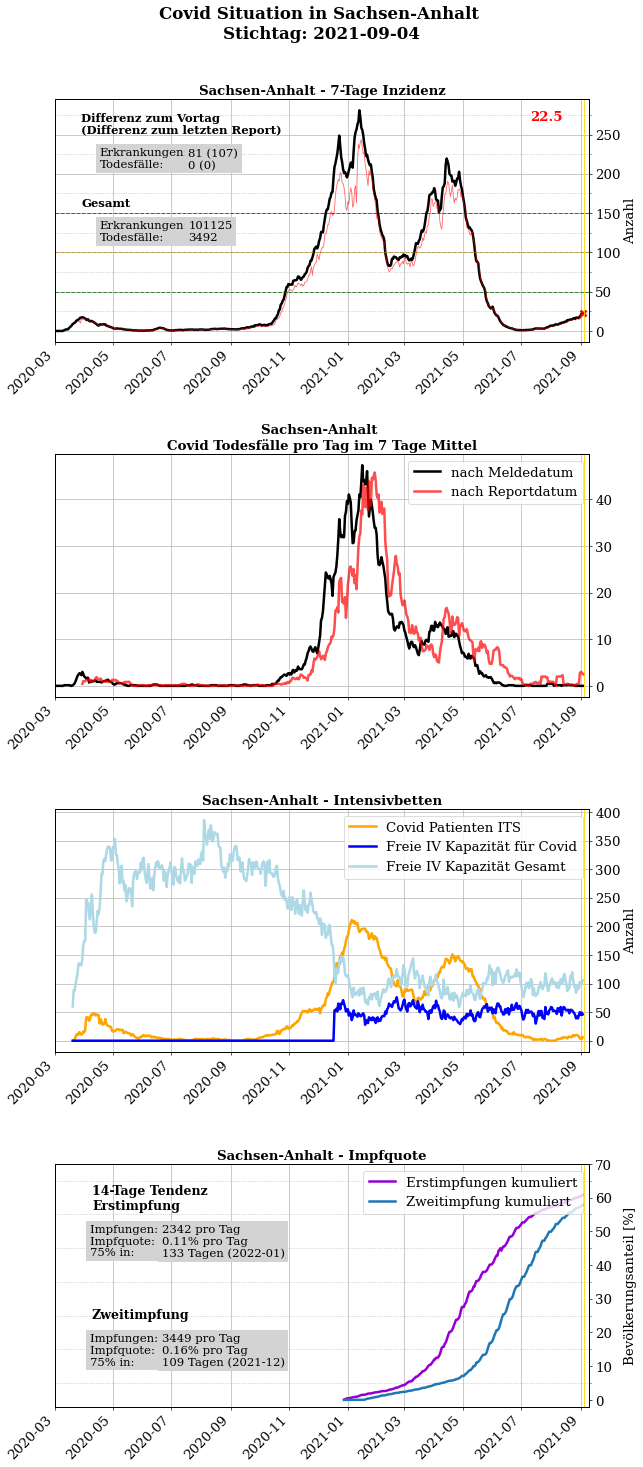 Covid Situation in Sachsen-Anhalt
Stichtag: 2021-09-04
Sachsen-Anhalt - 7-Tage Inzidenz
Differenz zum Vortag
(Differenz zum letzten Report)
Erkrankungen 81 (107)
Todesfälle: 0 (0)
Gesamt
Erkrankungen 101125
Todesfälle: 3492
22.5
250
200
150
100
50
0
Anzahl
2020-03
2020-05
2020-07
2020-09
2020-11
2021-01
2021-03
2021-05
2021-07
2021-09
Sachsen-Anhalt
Covid Todesfälle pro Tag im 7 Tage Mittel
nach Meldedatum
nach Reportdatum
40
30
20
10
0
2020-03
2020-05
2020-07
2020-09
2020-11
2021-01
2021-03
2021-05
2021-07
2021-09
Sachsen-Anhalt - Intensivbetten
Covid Patienten ITS
Freie IV Kapazität für Covid
Freie IV Kapazität Gesamt
400
350
300
250
200
150
100
50
0
Anzahl
2020-03
2020-05
2020-07
2020-09
2020-11
2021-01
2021-03
2021-05
2021-07
2021-09
Sachsen-Anhalt - Impfquote
14-Tage Tendenz
Erstimpfung
Impfungen: 2342 pro Tag
Impfquote: 0.11% pro Tag
75% in: 133 Tagen (2022-01)
Zweitimpfung
Impfungen: 3449 pro Tag
Impfquote: 0.16% pro Tag
75% in: 109 Tagen (2021-12)
Erstimpfungen kumuliert
Zweitimpfung kumuliert
70
60
50
40
30
20
10
0
Bevölkerungsanteil [%]
2020-03
2020-05
2020-07
2020-09
2020-11
2021-01
2021-03
2021-05
2021-07
2021-09